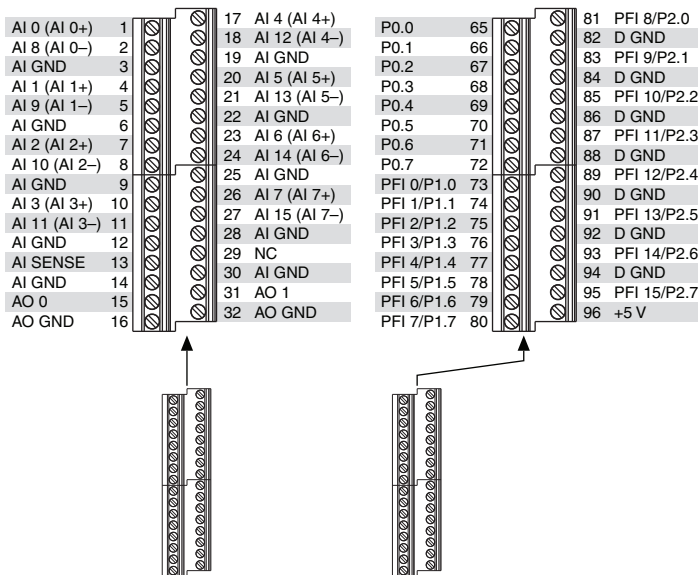 AI 0 (AI 0+) 1
AI 8 (AI 0–) 2
AI GND 3
AI 1 (AI 1+) 4
AI 9 (AI 1–) 5
AI GND 6
AI 2 (AI 2+) 7
AI 10 (AI 2–) 8
AI GND 9
AI 3 (AI 3+) 10
AI 11 (AI 3–) 11
AI GND 12
AI SENSE 13
AI GND 14
AO 0 15
AO GND 16
17 AI 4 (AI 4+)
18 AI 12 (AI 4–)
19 AI GND
20 AI 5 (AI 5+)
21 AI 13 (AI 5–)
22 AI GND
23 AI 6 (AI 6+)
24 AI 14 (AI 6–)
25 AI GND
26 AI 7 (AI 7+)
27 AI 15 (AI 7–)
28 AI GND
29 NC
30 AI GND
31 AO 1
32 AO GND
P0.0 65
P0.1 66
P0.2 67
P0.3 68
P0.4 69
P0.5 70
P0.6 71
P0.7 72
PFI 0/P1.0 73
PFI 1/P1.1 74
PFI 2/P1.2 75
PFI 3/P1.3 76
PFI 4/P1.4 77
PFI 5/P1.5 78
PFI 6/P1.6 79
PFI 7/P1.7 80
81 PFI 8/P2.0
82 D GND
83 PFI 9/P2.1
84 D GND
85 PFI 10/P2.2
86 D GND
87 PFI 11/P2.3
88 D GND
89 PFI 12/P2.4
90 D GND
91 PFI 13/P2.5
92 D GND
93 PFI 14/P2.6
94 D GND
95 PFI 15/P2.7
96 +5 V